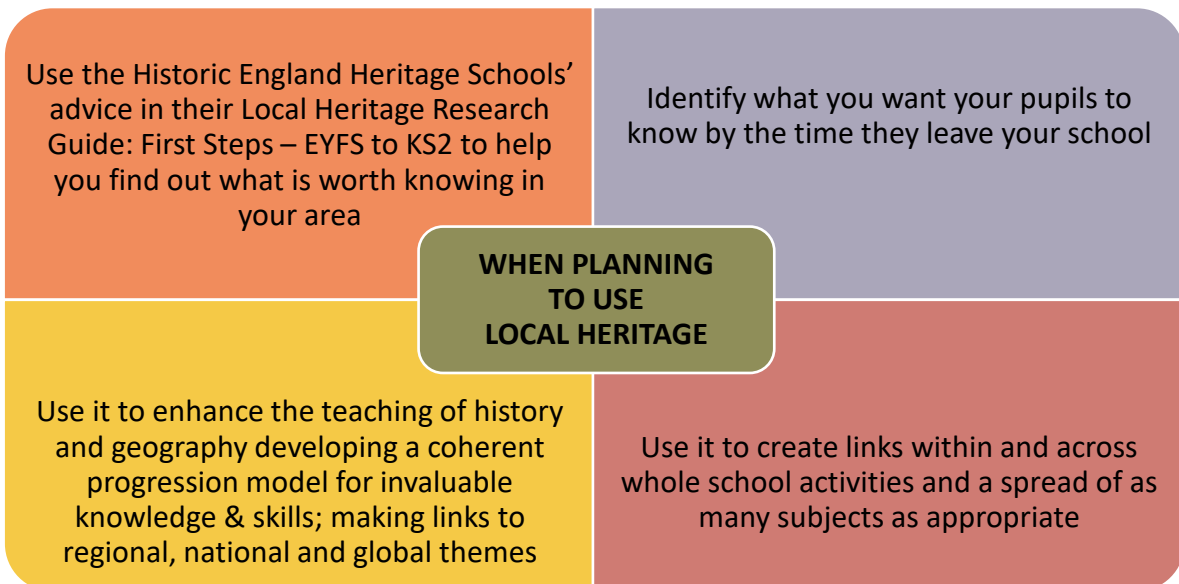 Use the Historic England Heritage Schools’
advice in their Local Heritage Research
Guide: First Steps – EYFS to KS2 to help
you find out what is worth knowing in
your area
Identify what you want your pupils to
know by the time they leave your school
WHEN PLANNING
TO USE
LOCAL HERITAGE
Use it to enhance the teaching of history
and geography developing a coherent
progression model for invaluable
knowledge & skills; making links to
regional, national and global themes
Use it to create links within and across
whole school activities and a spread of as
many subjects as appropriate